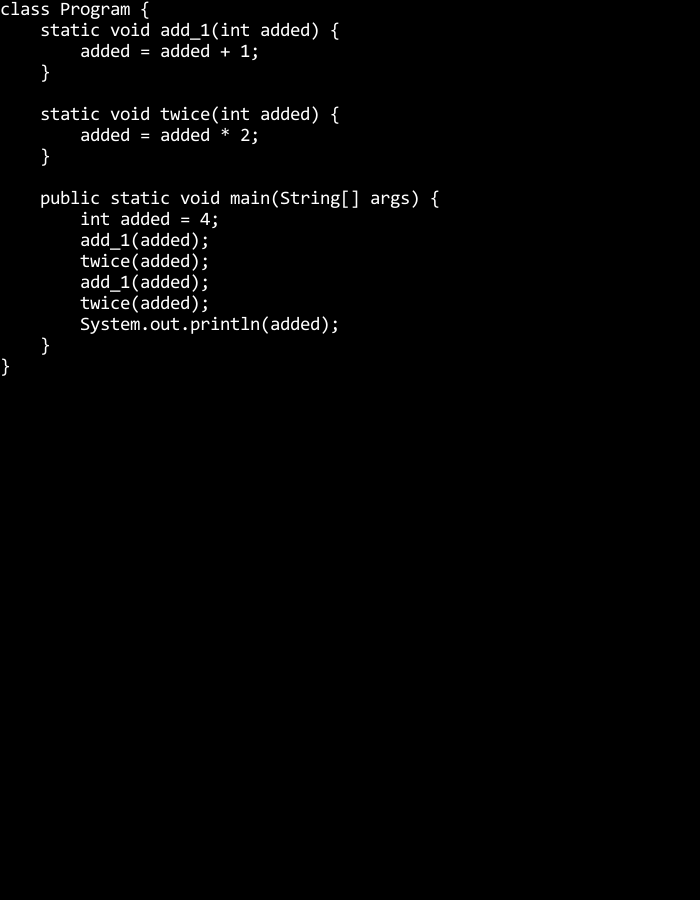 class Program {
    static void add_1(int added) {
        added = added + 1;
    }

    static void twice(int added) {
        added = added * 2;
    }

    public static void main(String[] args) {
        int added = 4;
        add_1(added);
        twice(added);
        add_1(added);
        twice(added);
        System.out.println(added);
    }
}